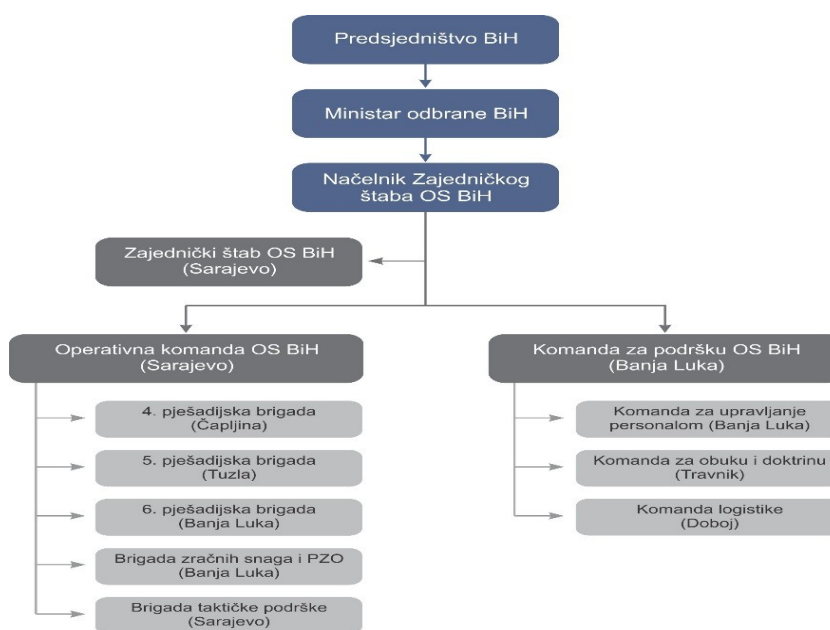 Predsjedništvo BiH
Ministar odbrane BiH
Načelnik Zajedničkog
štaba OS BiH
Zajednički štab OS BiH
(Sarajevo)
Operativna komanda OS BiH
(Sarajevo)
4. pješadijska brigada
(Čapljina)
5. pješadijska brigada
(Tuzla)
6. pješadijska brigada
(Banja Luka)
Brigada zračnih snaga i PZO
(Banja Luka)
Brigada taktičke podrške
(Sarajevo)
Komanda za podršku OS BiH
(Banja Luka)
Komanda za upravljanje
personalom (Banja Luka)
Komanda za obuku i doktrinu
(Travnik)
Komanda logistike
(Doboj)